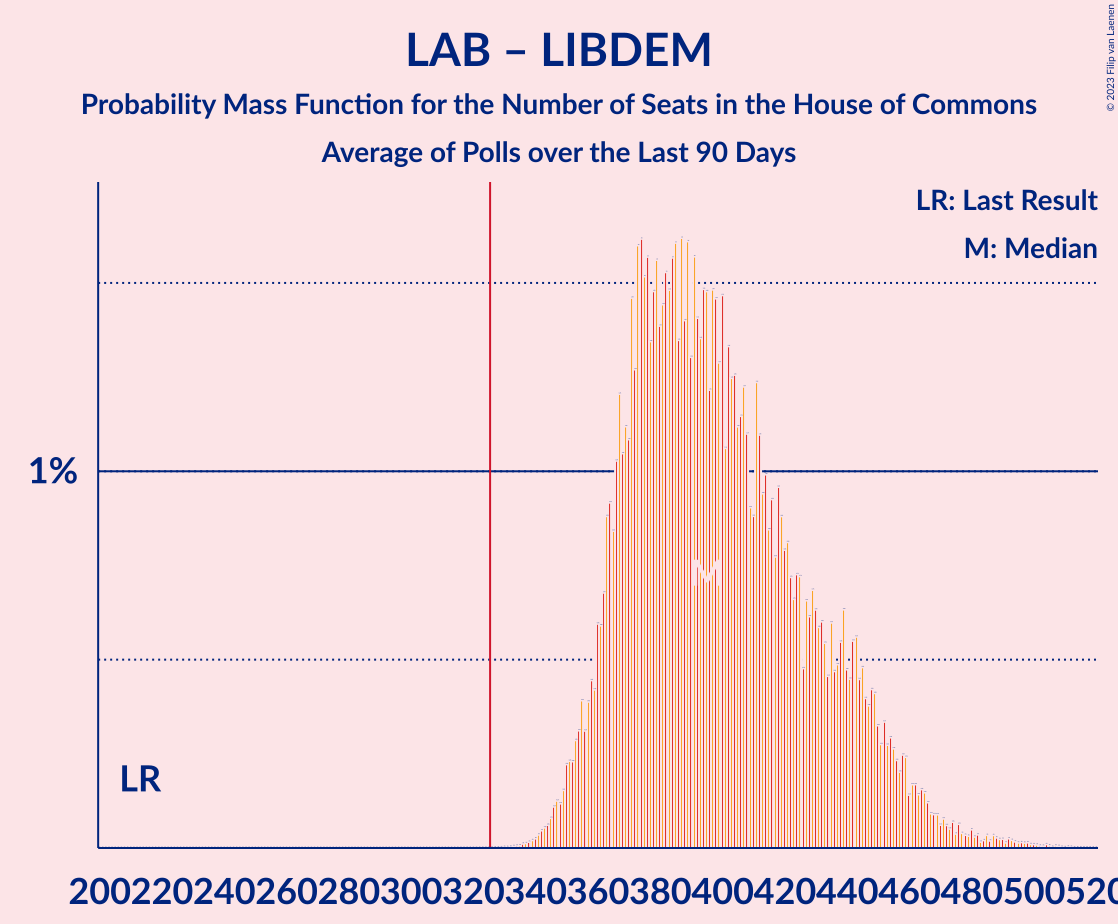 LAB – LIBDEM
Probability Mass Function for the Number of Seats in the House of Commons
Average of Polls over the Last 90 Days
© 2023 Filip van Laenen
LR: Last Result
M: Median
1%
M
LR
200220240260280300320340360380400420440460480500520